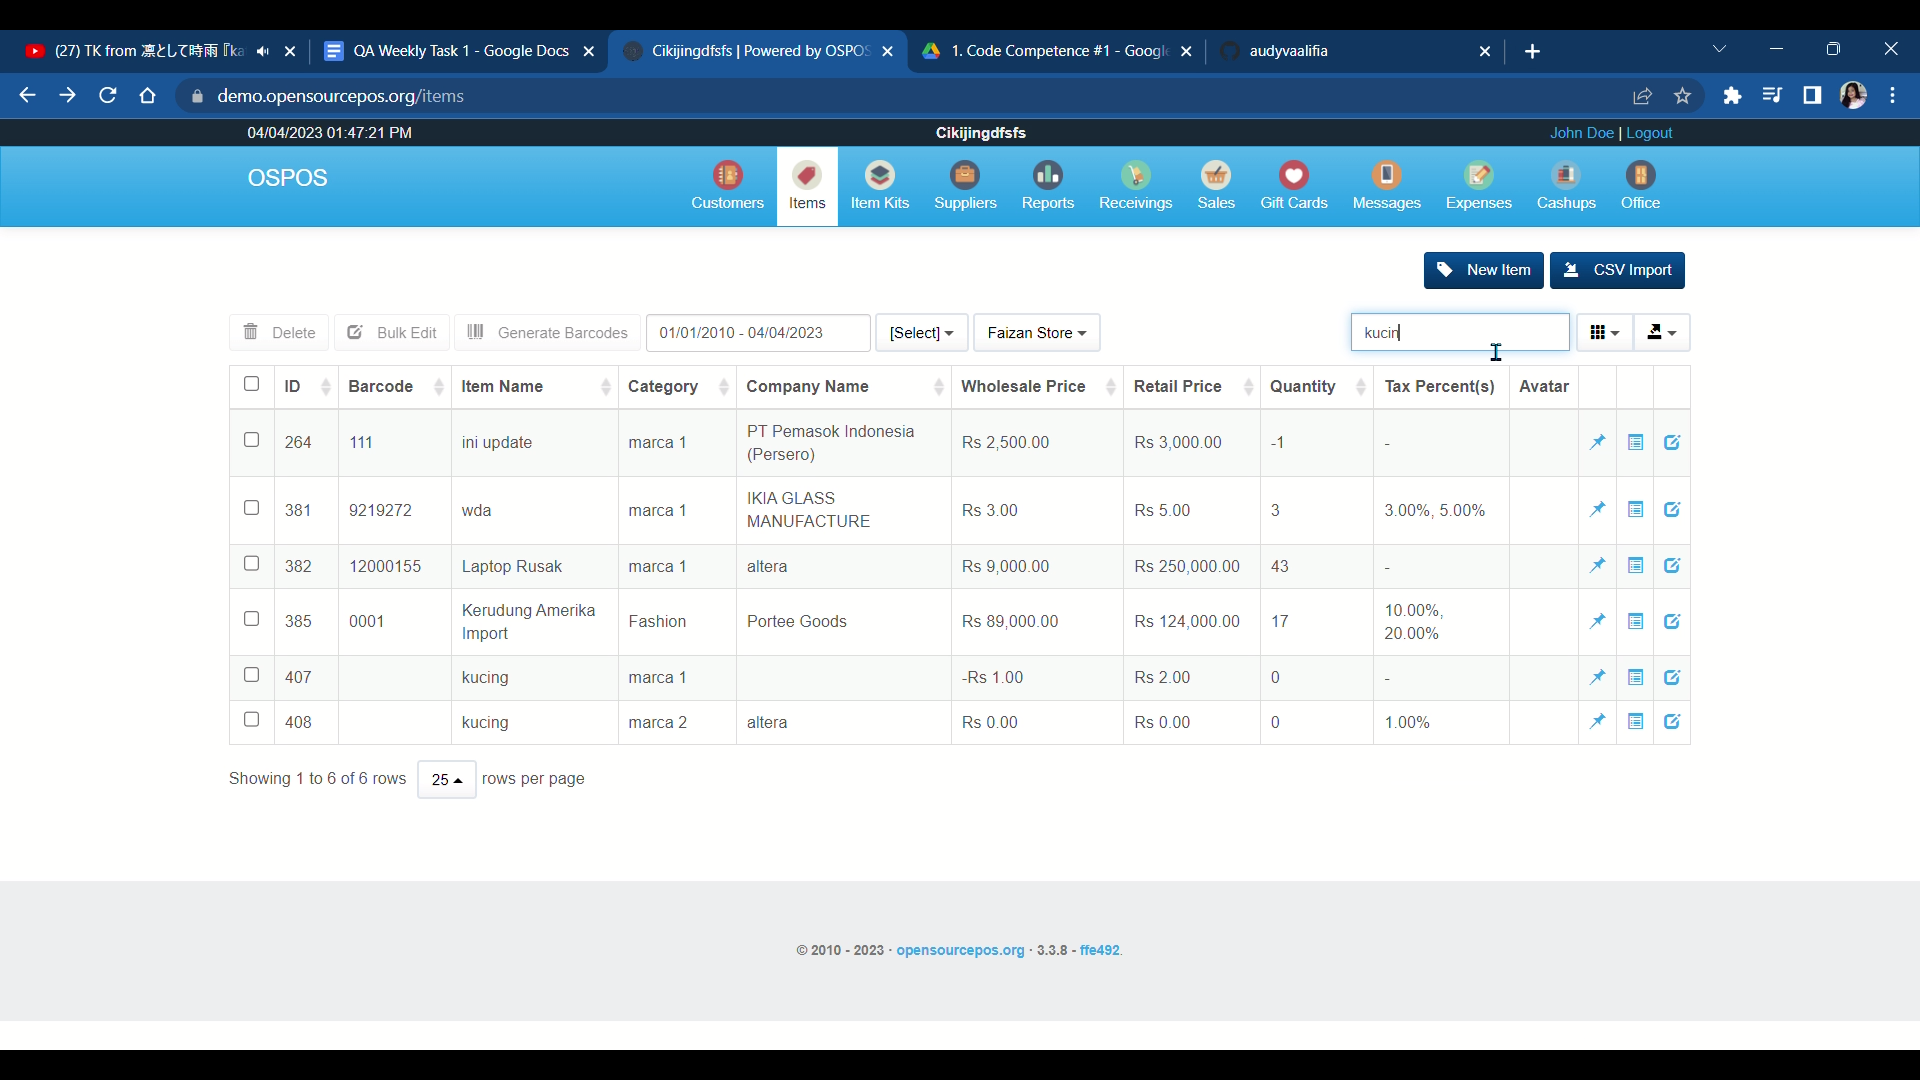 (27) TK from 凛として時雨『ka
QA Weekly Task 1 - Google Docs
Cikijingdfsfs | Powered by OSPOS
1. Code Competence #1 - Google
audyvaalifia
demo.opensourcepos.org/items
04/04/2023 01:47:21 PM
Cikijingdfsfs
John Doe | Logout
OSPOS
Customers
Items
Item Kits
Suppliers
Reports
Receivings
Sales
Gift Cards
Messages
Expenses
Cashups
Office
New Item
CSV Import
Delete
Bulk Edit
Generate Barcodes
01/01/2010 - 04/04/2023
[Select]
Faizan Store
kucin
ID Barcode Item Name Category Company Name Wholesale Price Retail Price Quantity Tax Percent(s) Avatar
264 111 ini update marca 1 PT Pemasok Indonesia (Persero) Rs 2,500.00 Rs 3,000.00 -1 -
381 9219272 wda marca 1 IKIA GLASS MANUFACTURE Rs 3.00 Rs 5.00 3 3.00%, 5.00%
382 12000155 Laptop Rusak marca 1 altera Rs 9,000.00 Rs 250,000.00 43 -
385 0001 Kerudung Amerika Import Fashion Portee Goods Rs 89,000.00 Rs 124,000.00 17 10.00%, 20.00%
407 kucing marca 1 -Rs 1.00 Rs 2.00 0 -
408 kucing marca 2 altera Rs 0.00 Rs 0.00 0 1.00%
Showing 1 to 6 of 6 rows 25 rows per page
© 2010 - 2023 · opensourcepos.org · 3.3.8 - ffe492.